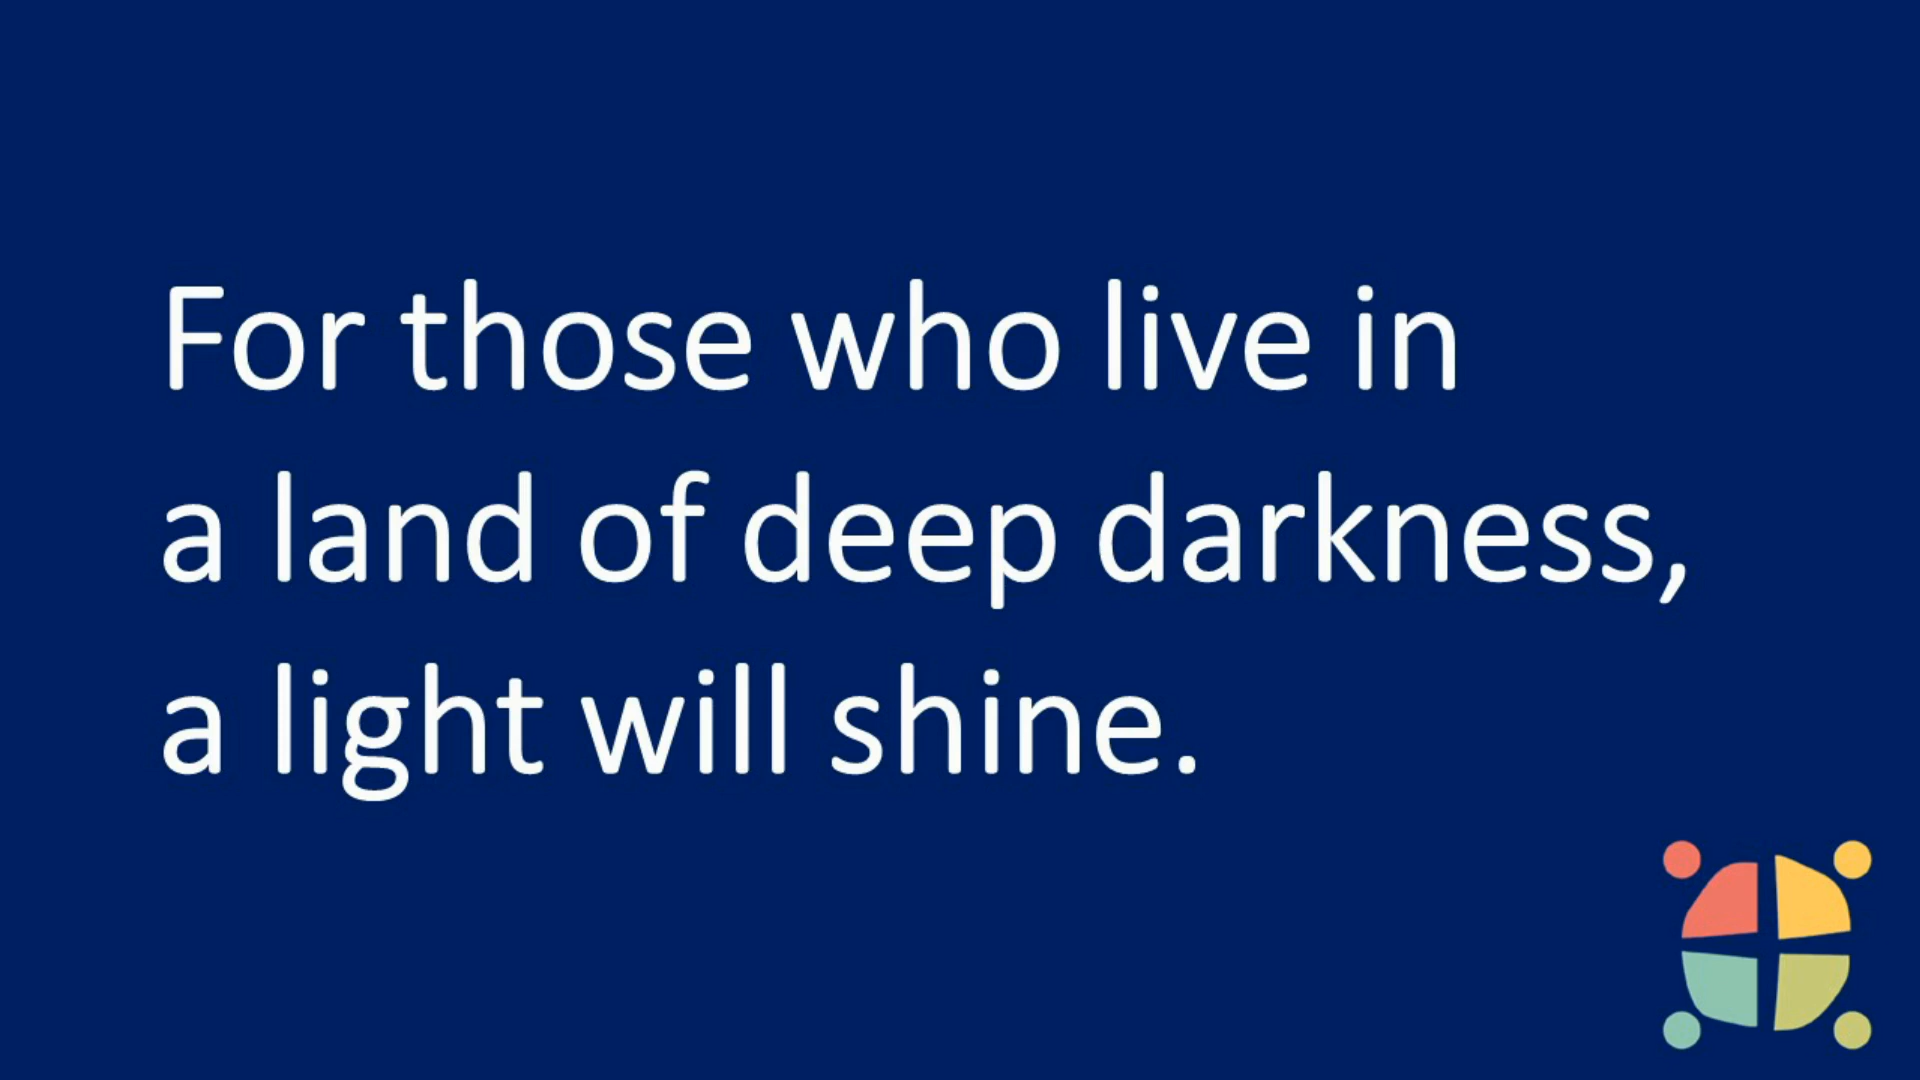 For those who live in
a land of deep darkness,
a light will shine.